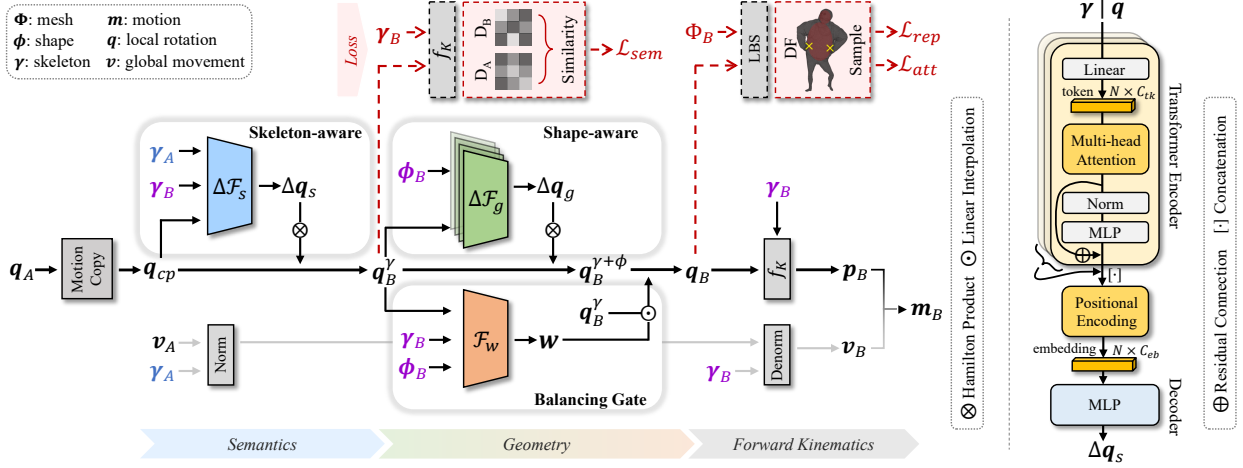 Φ: mesh m: motion
ϕ: shape q: local rotation
γ: skeleton v: global movement
Loss
γ_B
f_K
D_B
D_A
Similarity
ℒ_sem
Φ_B
LBS
DF
Sample
ℒ_rep
ℒ_att
Skeleton-aware
γ_A
γ_B
Δℱ_s
Δq_s
⊗
Shape-aware
ϕ_B
Δℱ_g
Δq_g
⊗
γ_B
q_A
Motion
Copy
q_cp
q_B^γ
q_B^{γ+ϕ}
q_B
f_K
p_B
m_B
v_A
γ_A
Norm
γ_B
ϕ_B
ℱ_w
w
q_B^γ
⊙
Balancing Gate
γ_B
Denorm
v_B
Semantics
Geometry
Forward Kinematics
⊗ Hamilton Product ⊙ Linear Interpolation
γ q
Linear
token N × C_tk
Multi-head
Attention
Norm
MLP
⊕
[·]
Transformer Encoder
Positional
Encoding
embedding N × C_eb
MLP
Decoder
Δq_s
⊕ Residual Connection [·] Concatenation